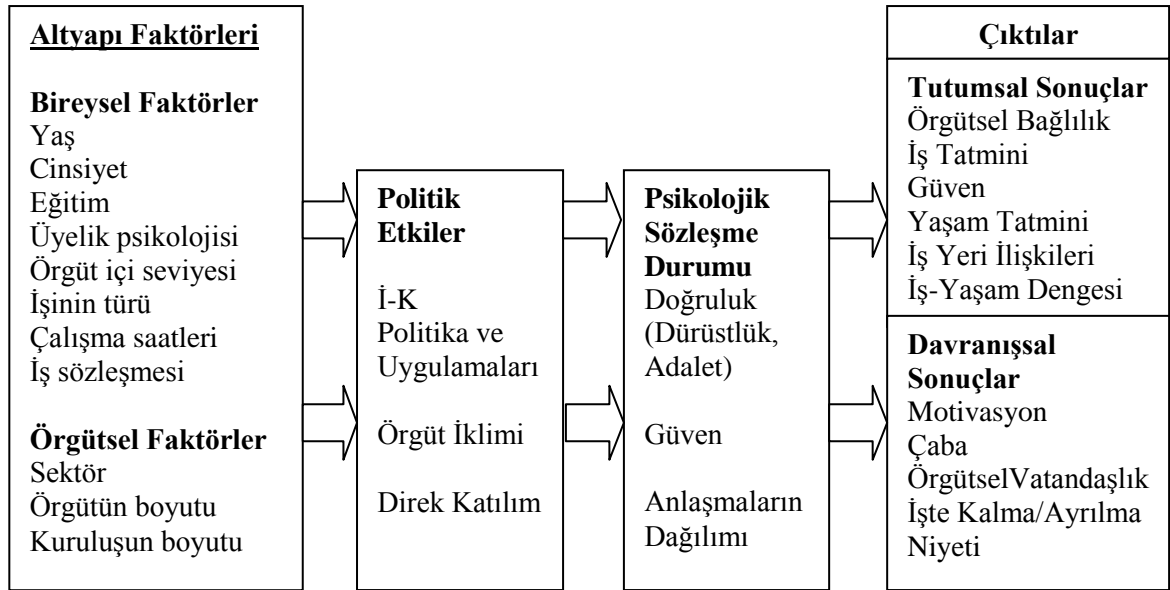 Altyapı Faktörleri
Bireysel Faktörler
Yaş
Cinsiyet
Eğitim
Üyelik psikolojisi
Örgüt içi seviyesi
İşinin türü
Çalışma saatleri
İş sözleşmesi
Örgütsel Faktörler
Sektör
Örgütün boyutu
Kuruluşun boyutu
Politik
Etkiler
İ-K
Politika ve
Uygulamaları
Örgüt İklimi
Direk Katılım
Psikolojik
Sözleşme
Durumu
Doğruluk
(Dürüstlük,
Adalet)
Güven
Anlaşmaların
Dağılımı
Çıktılar
Tutumsal Sonuçlar
Örgütsel Bağlılık
İş Tatmini
Güven
Yaşam Tatmini
İş Yeri İlişkileri
İş-Yaşam Dengesi
Davranışsal
Sonuçlar
Motivasyon
Çaba
ÖrgütselVatandaşlık
İşte Kalma/Ayrılma
Niyeti